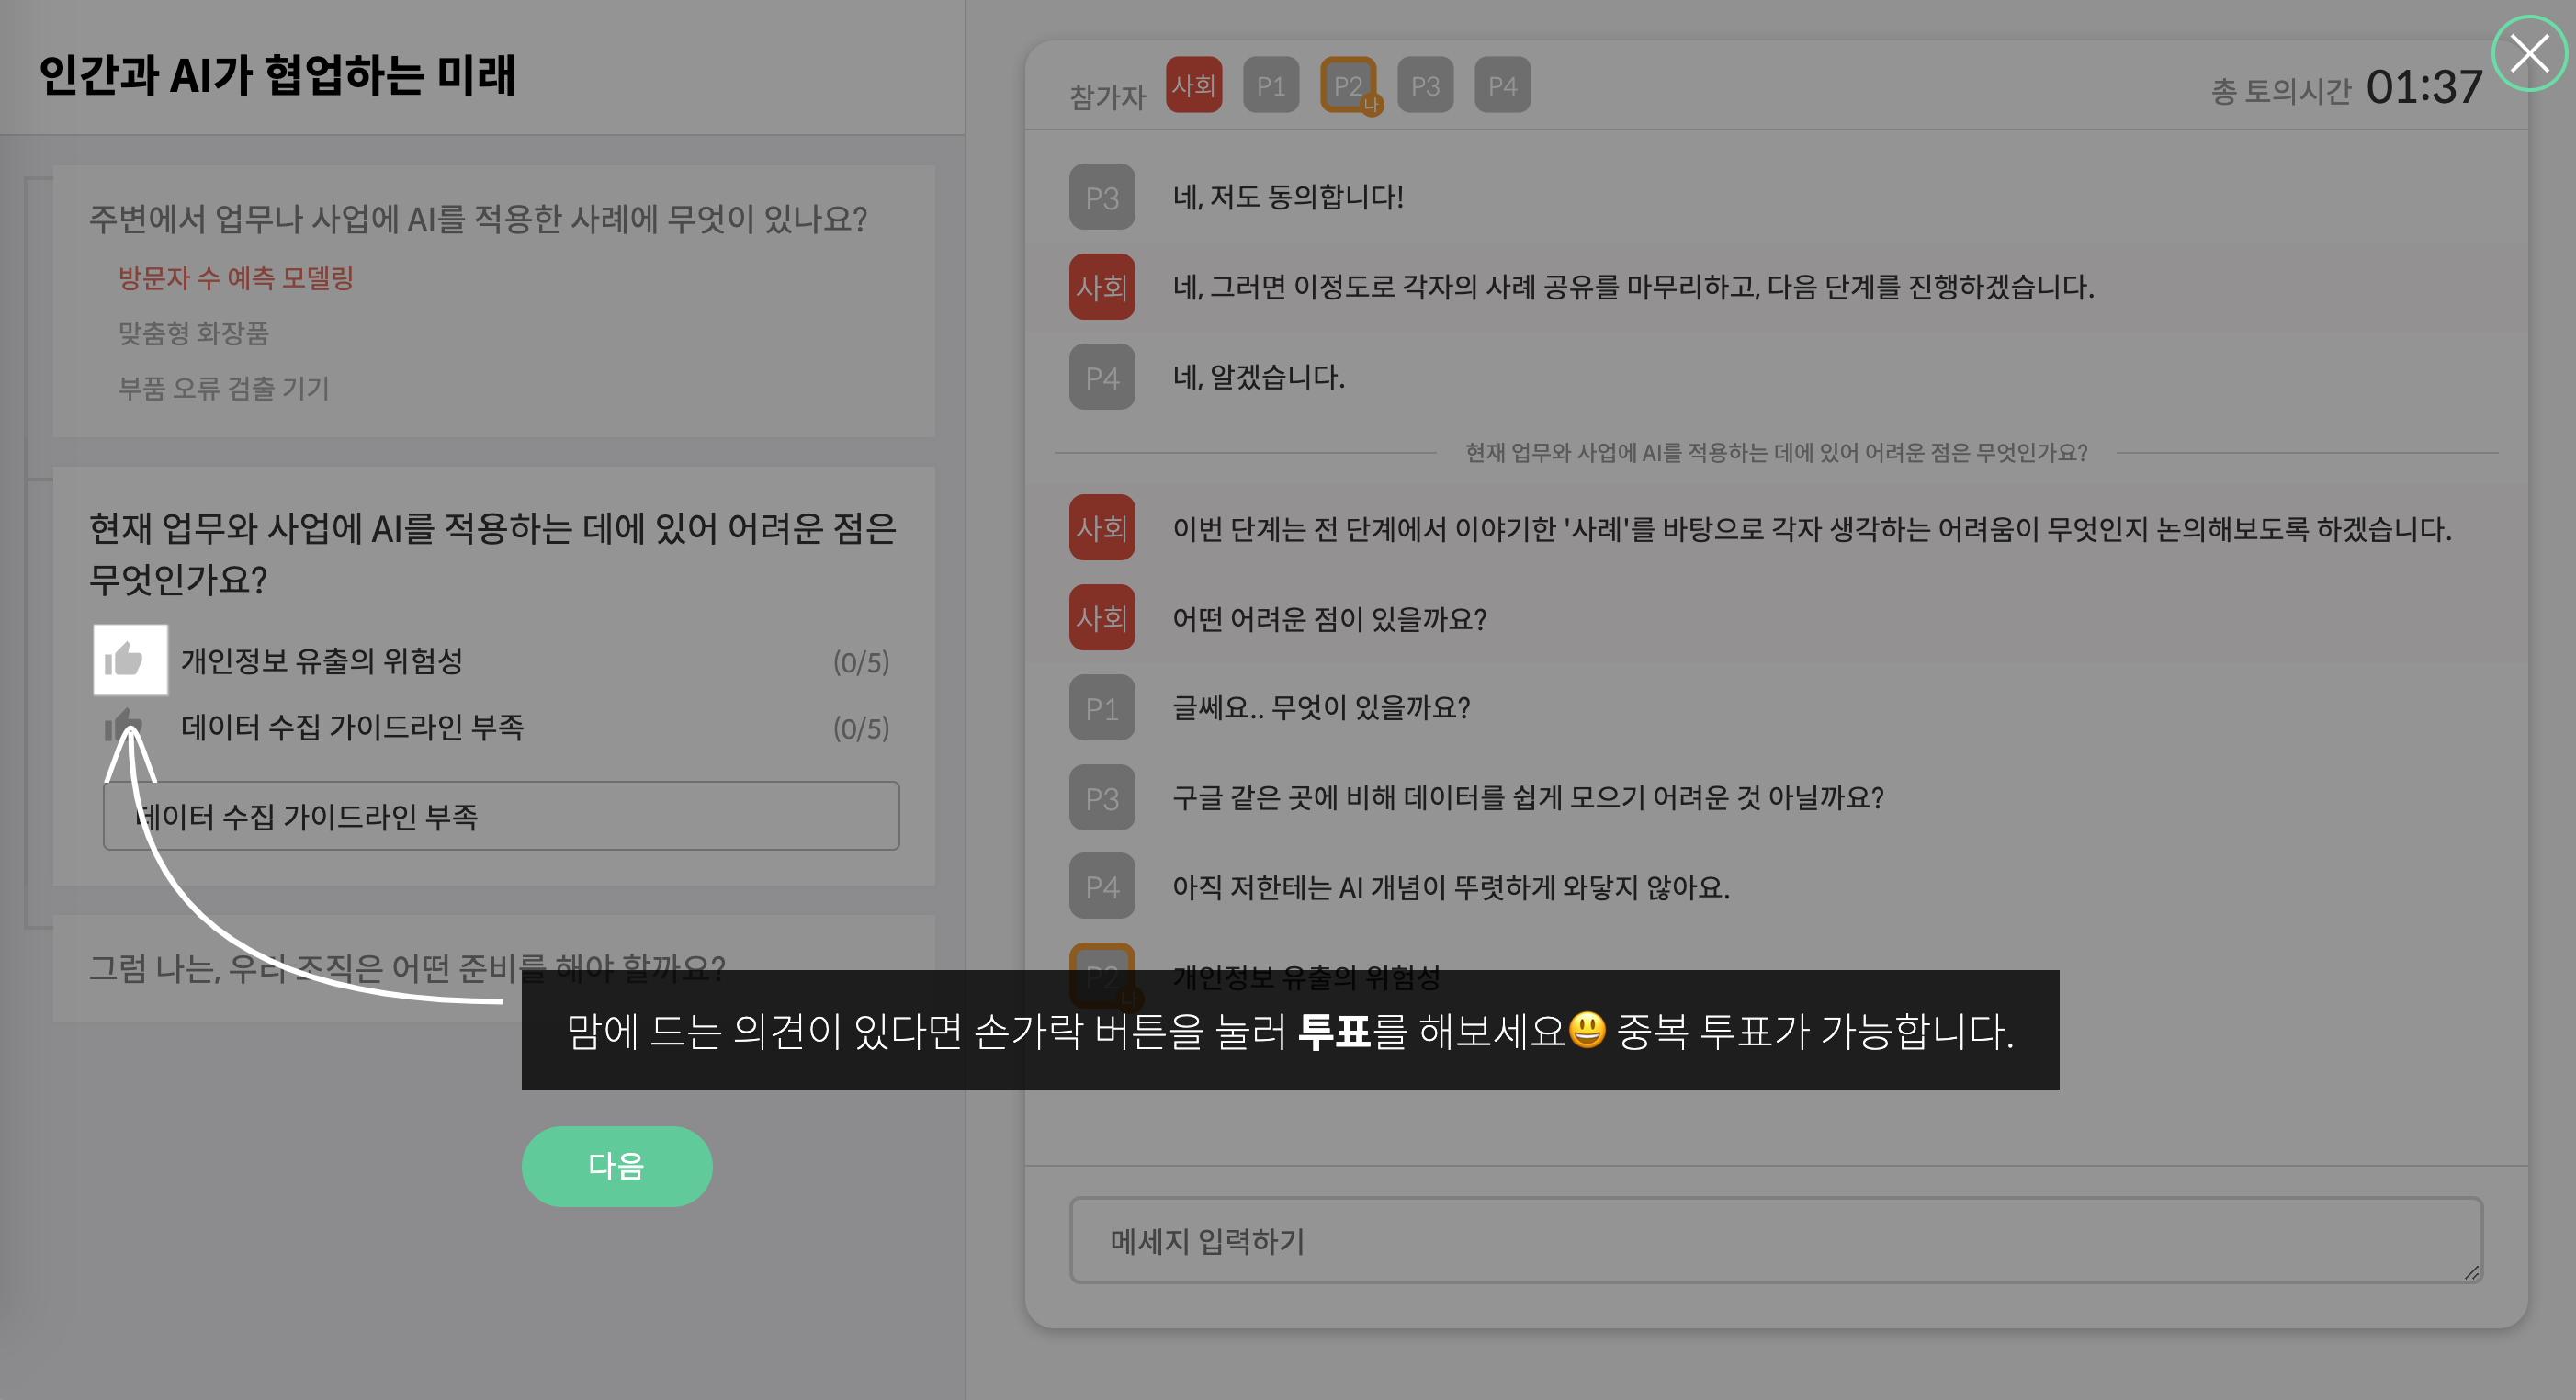 인간과 AI가 협업하는 미래
주변에서 업무나 사업에 AI를 적용한 사례에 무엇이 있나요?
방문자 수 예측 모델링
맞춤형 화장품
부품 오류 검출 기기
현재 업무와 사업에 AI를 적용하는 데에 있어 어려운 점은
무엇인가요?
개인정보 유출의 위험성 (0/5)
데이터 수집 가이드라인 부족 (0/5)
데이터 수집 가이드라인 부족
그럼 나는, 우리 조직은 어떤 준비를 해야 할까요?
참가자 사회 P1 P2 나 P3 P4 총 토의시간 01:37
P3 네, 저도 동의합니다!
사회 네, 그러면 이정도로 각자의 사례 공유를 마무리하고, 다음 단계를 진행하겠습니다.
P4 네, 알겠습니다.
현재 업무와 사업에 AI를 적용하는 데에 있어 어려운 점은 무엇인가요?
사회 이번 단계는 전 단계에서 이야기한 '사례'를 바탕으로 각자 생각하는 어려움이 무엇인지 논의해보도록 하겠습니다.
사회 어떤 어려운 점이 있을까요?
P1 글쎄요.. 무엇이 있을까요?
P3 구글 같은 곳에 비해 데이터를 쉽게 모으기 어려운 것 아닐까요?
P4 아직 저한테는 AI 개념이 뚜렷하게 와닿지 않아요.
P2 나 개인정보 유출의 위험성
맘에 드는 의견이 있다면 손가락 버튼을 눌러 투표를 해보세요😃 중복 투표가 가능합니다.
다음
메세지 입력하기